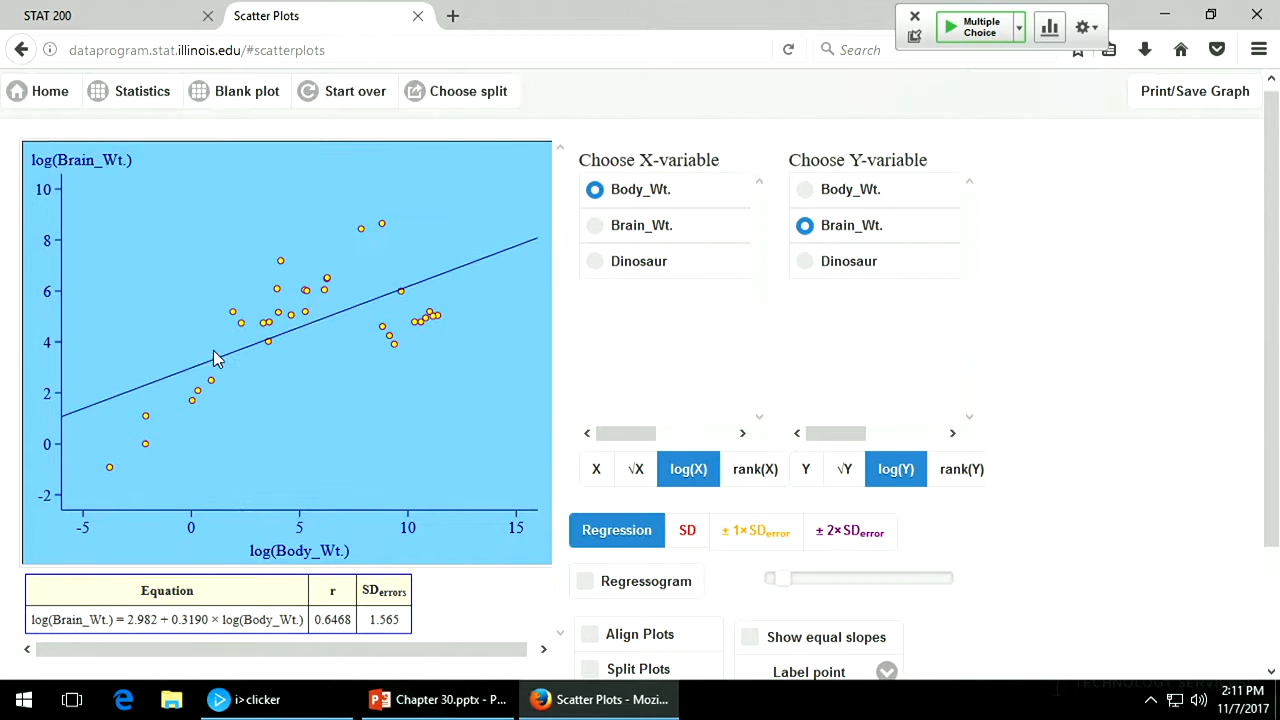 STAT 200
Scatter Plots
Multiple
Choice
dataprogram.stat.illinois.edu/#scatterplots
Search
Home
Statistics
Blank plot
Start over
Choose split
Print/Save Graph
log(Brain_Wt.)
10
8
6
4
2
0
-2
-5
0
5
10
15
log(Body_Wt.)
Equation
r
SDerrors
log(Brain_Wt.) = 2.982 + 0.3190 × log(Body_Wt.)
0.6468
1.565
Choose X-variable
Body_Wt.
Brain_Wt.
Dinosaur
Choose Y-variable
Body_Wt.
Brain_Wt.
Dinosaur
X
√X
log(X)
rank(X)
Y
√Y
log(Y)
rank(Y)
Regression
SD
± 1× SDerror
± 2× SDerror
Regressogram
Align Plots
Show equal slopes
Split Plots
Label point
TECHNOLOGY SERVICES
i>clicker
Chapter 30.pptx - P...
Scatter Plots - Mozi...
2:11 PM
11/7/2017